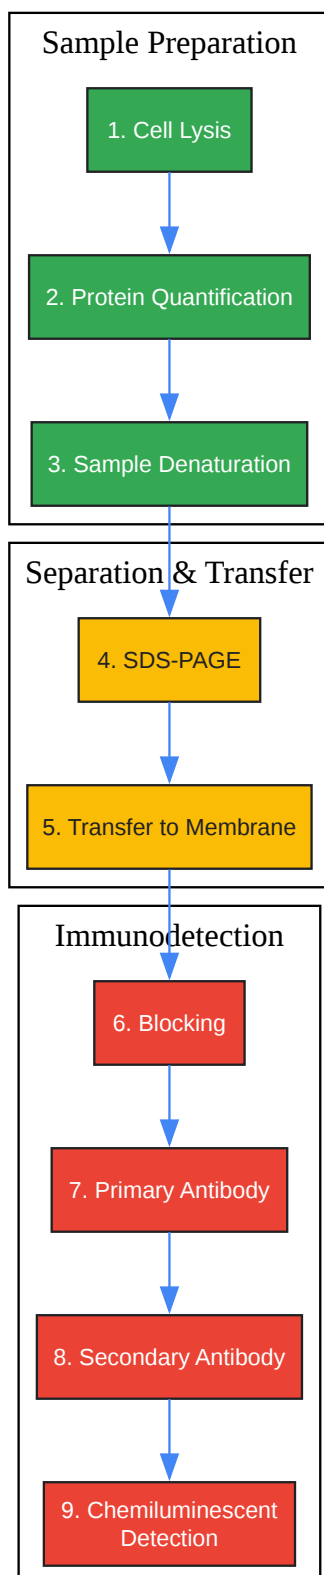 Sample Preparation
1. Cell Lysis
2. Protein Quantification
3. Sample Denaturation
Separation & Transfer
4. SDS-PAGE
5. Transfer to Membrane
Immunodetection
6. Blocking
7. Primary Antibody
8. Secondary Antibody
9. Chemiluminescent
Detection